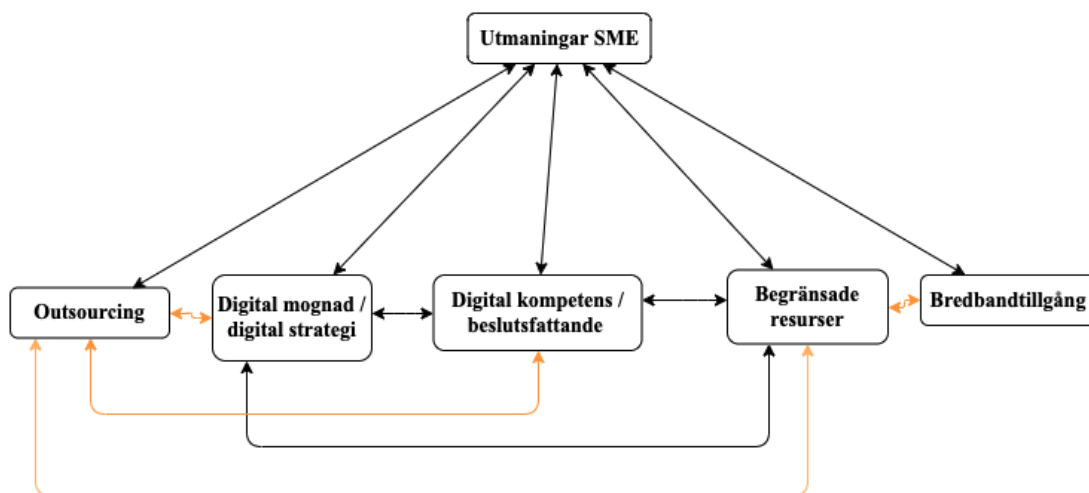 Utmaningar SME
Outsourcing
Digital mognad /
digital strategi
Digital kompetens /
beslutsfattande
Begränsade
resurser
Bredbandtillgång